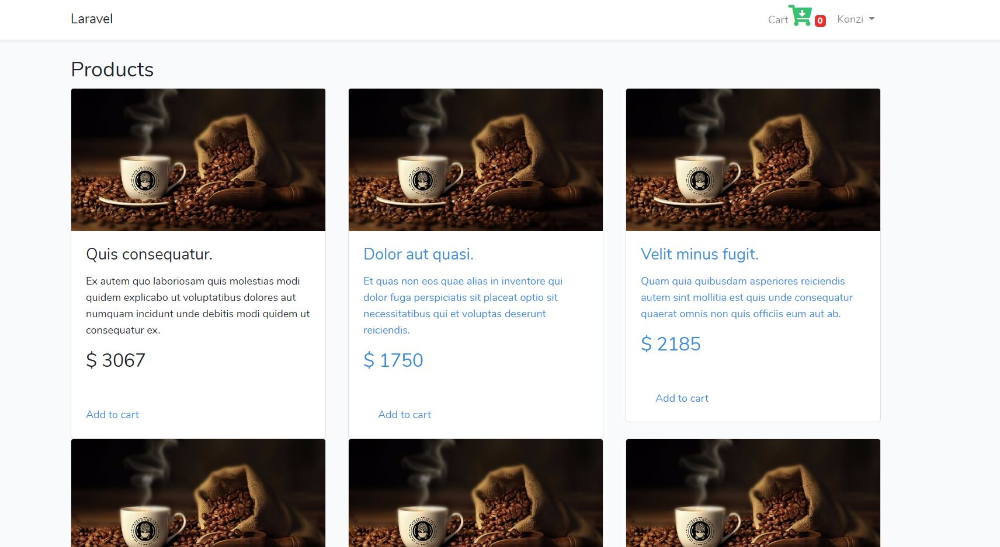 Laravel
Cart 0 Konzi
Products
Quis consequatur.
Ex autem quo laboriosam quis molestias modi
quidem explicabo ut voluptatibus dolores aut
numquam incidunt unde debitis modi quidem ut
consequatur ex.
$ 3067
Add to cart
Dolor aut quasi.
Et quas non eos quae alias in inventore qui
dolor fuga perspiciatis sit placeat optio sit
necessitatibus qui et voluptas deserunt
reiciendis.
$ 1750
Add to cart
Velit minus fugit.
Quam quia quibusdam asperiores reiciendis
autem sint mollitia est quis unde consequatur
quaerat omnis non quis officiis eum aut ab.
$ 2185
Add to cart